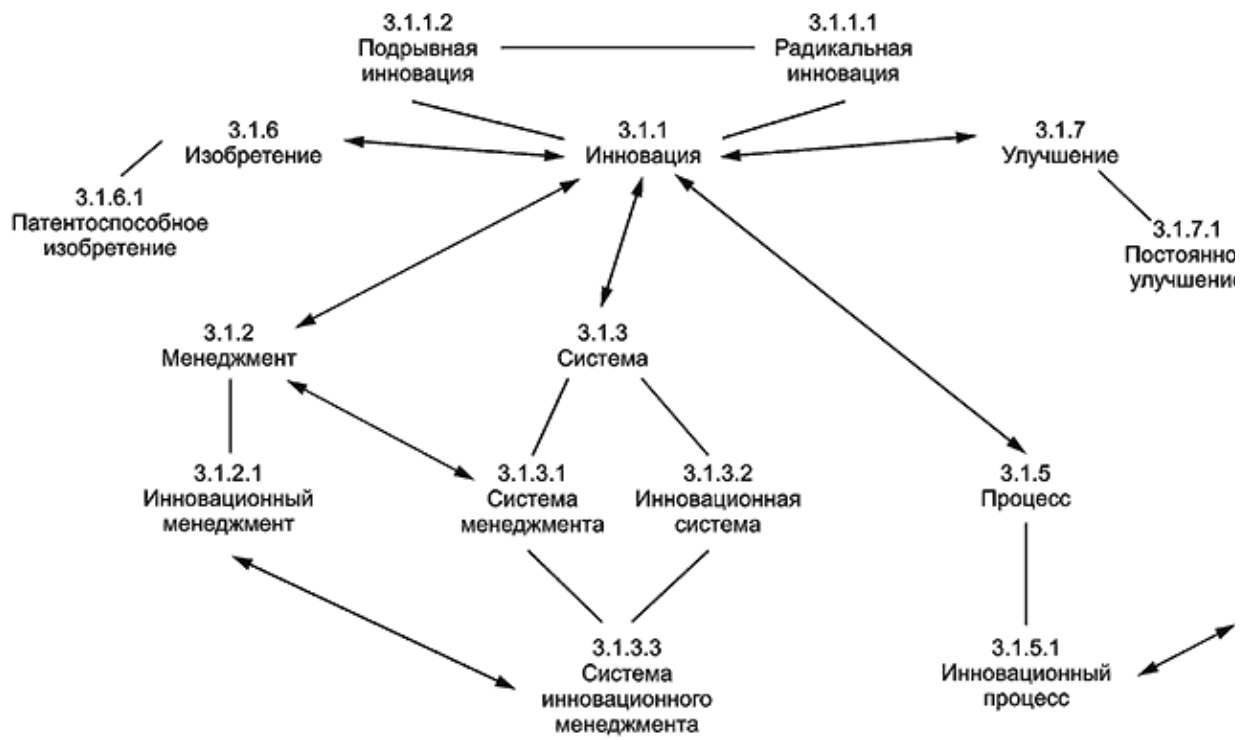 3.1.1.2
Подрывная
инновация
3.1.1.1
Радикальная
инновация
3.1.6
Изобретение
3.1.1
Инновация
3.1.7
Улучшение
3.1.6.1
Патентоспособное
изобретение
3.1.7.1
Постянно
улучшени
3.1.2
Менеджмент
3.1.3
Система
3.1.2.1
Инновационный
менеджмент
3.1.3.1
Система
менеджмента
3.1.3.2
Инновационная
система
3.1.5
Процесс
3.1.3.3
Система
инновационного
менеджмента
3.1.5.1
Инновационный
процесс